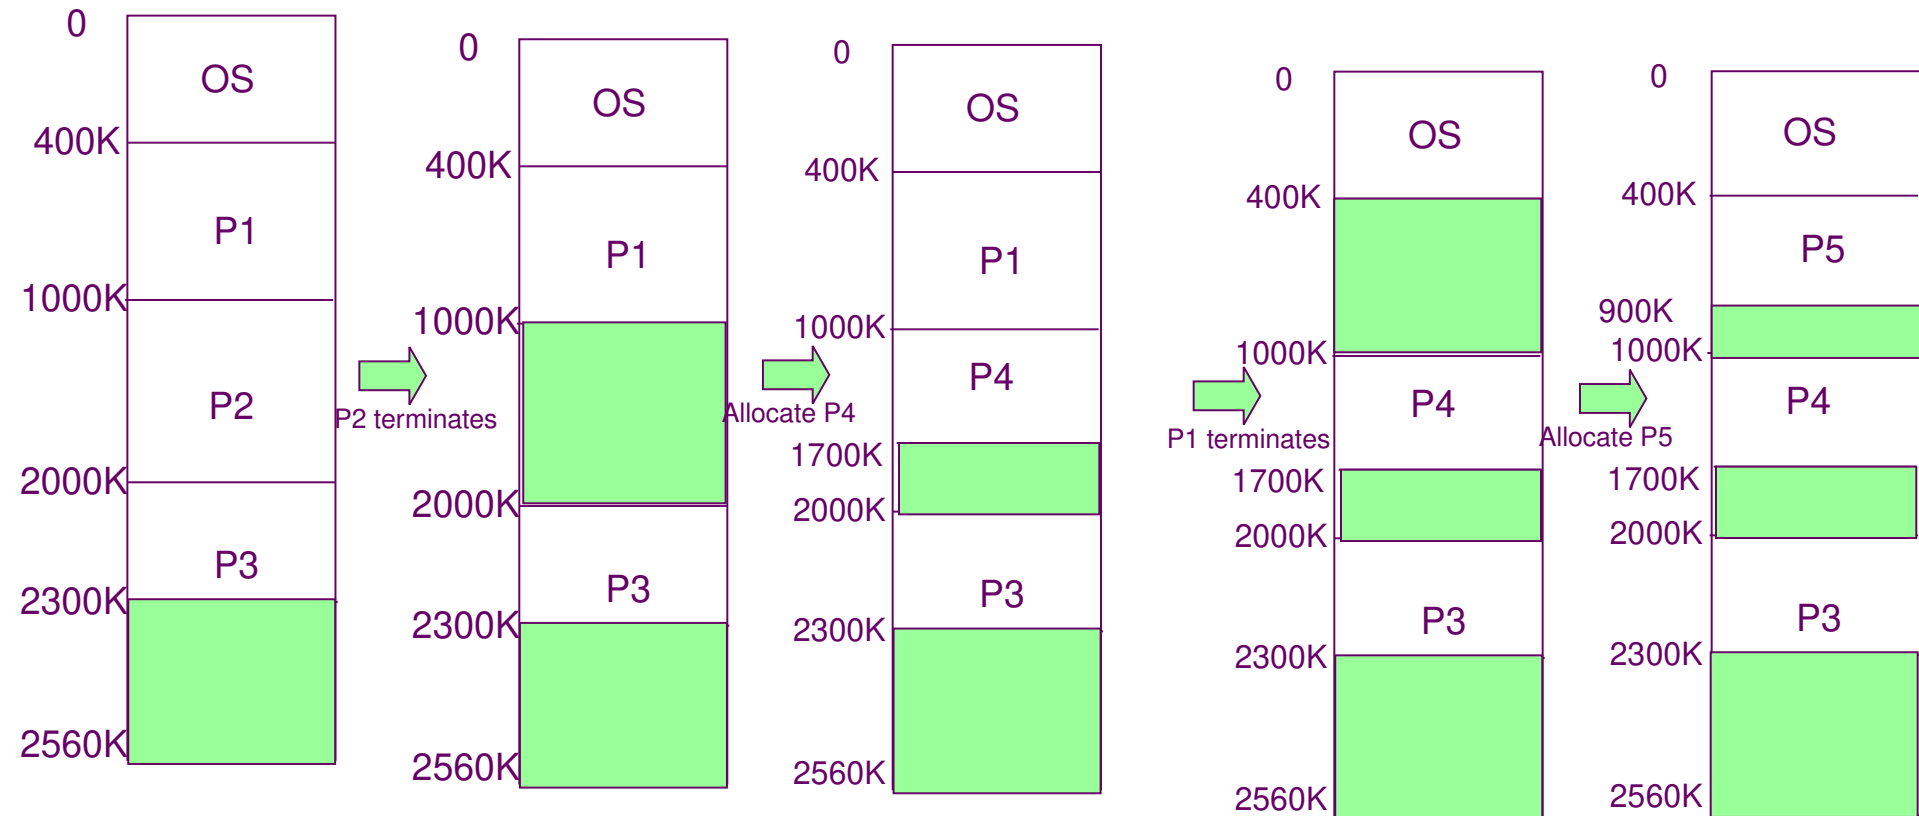 0
OS
400K
P1
1000K
P2
2000K
P3
2300K
2560K
P2 terminates
0
OS
400K
P1
1000K
2000K
P3
2300K
2560K
Allocate P4
0
OS
400K
P1
1000K
P4
1700K
2000K
P3
2300K
2560K
P1 terminates
0
OS
400K
1000K
P4
1700K
2000K
P3
2300K
2560K
Allocate P5
0
OS
400K
P5
900K
1000K
P4
1700K
2000K
P3
2300K
2560K